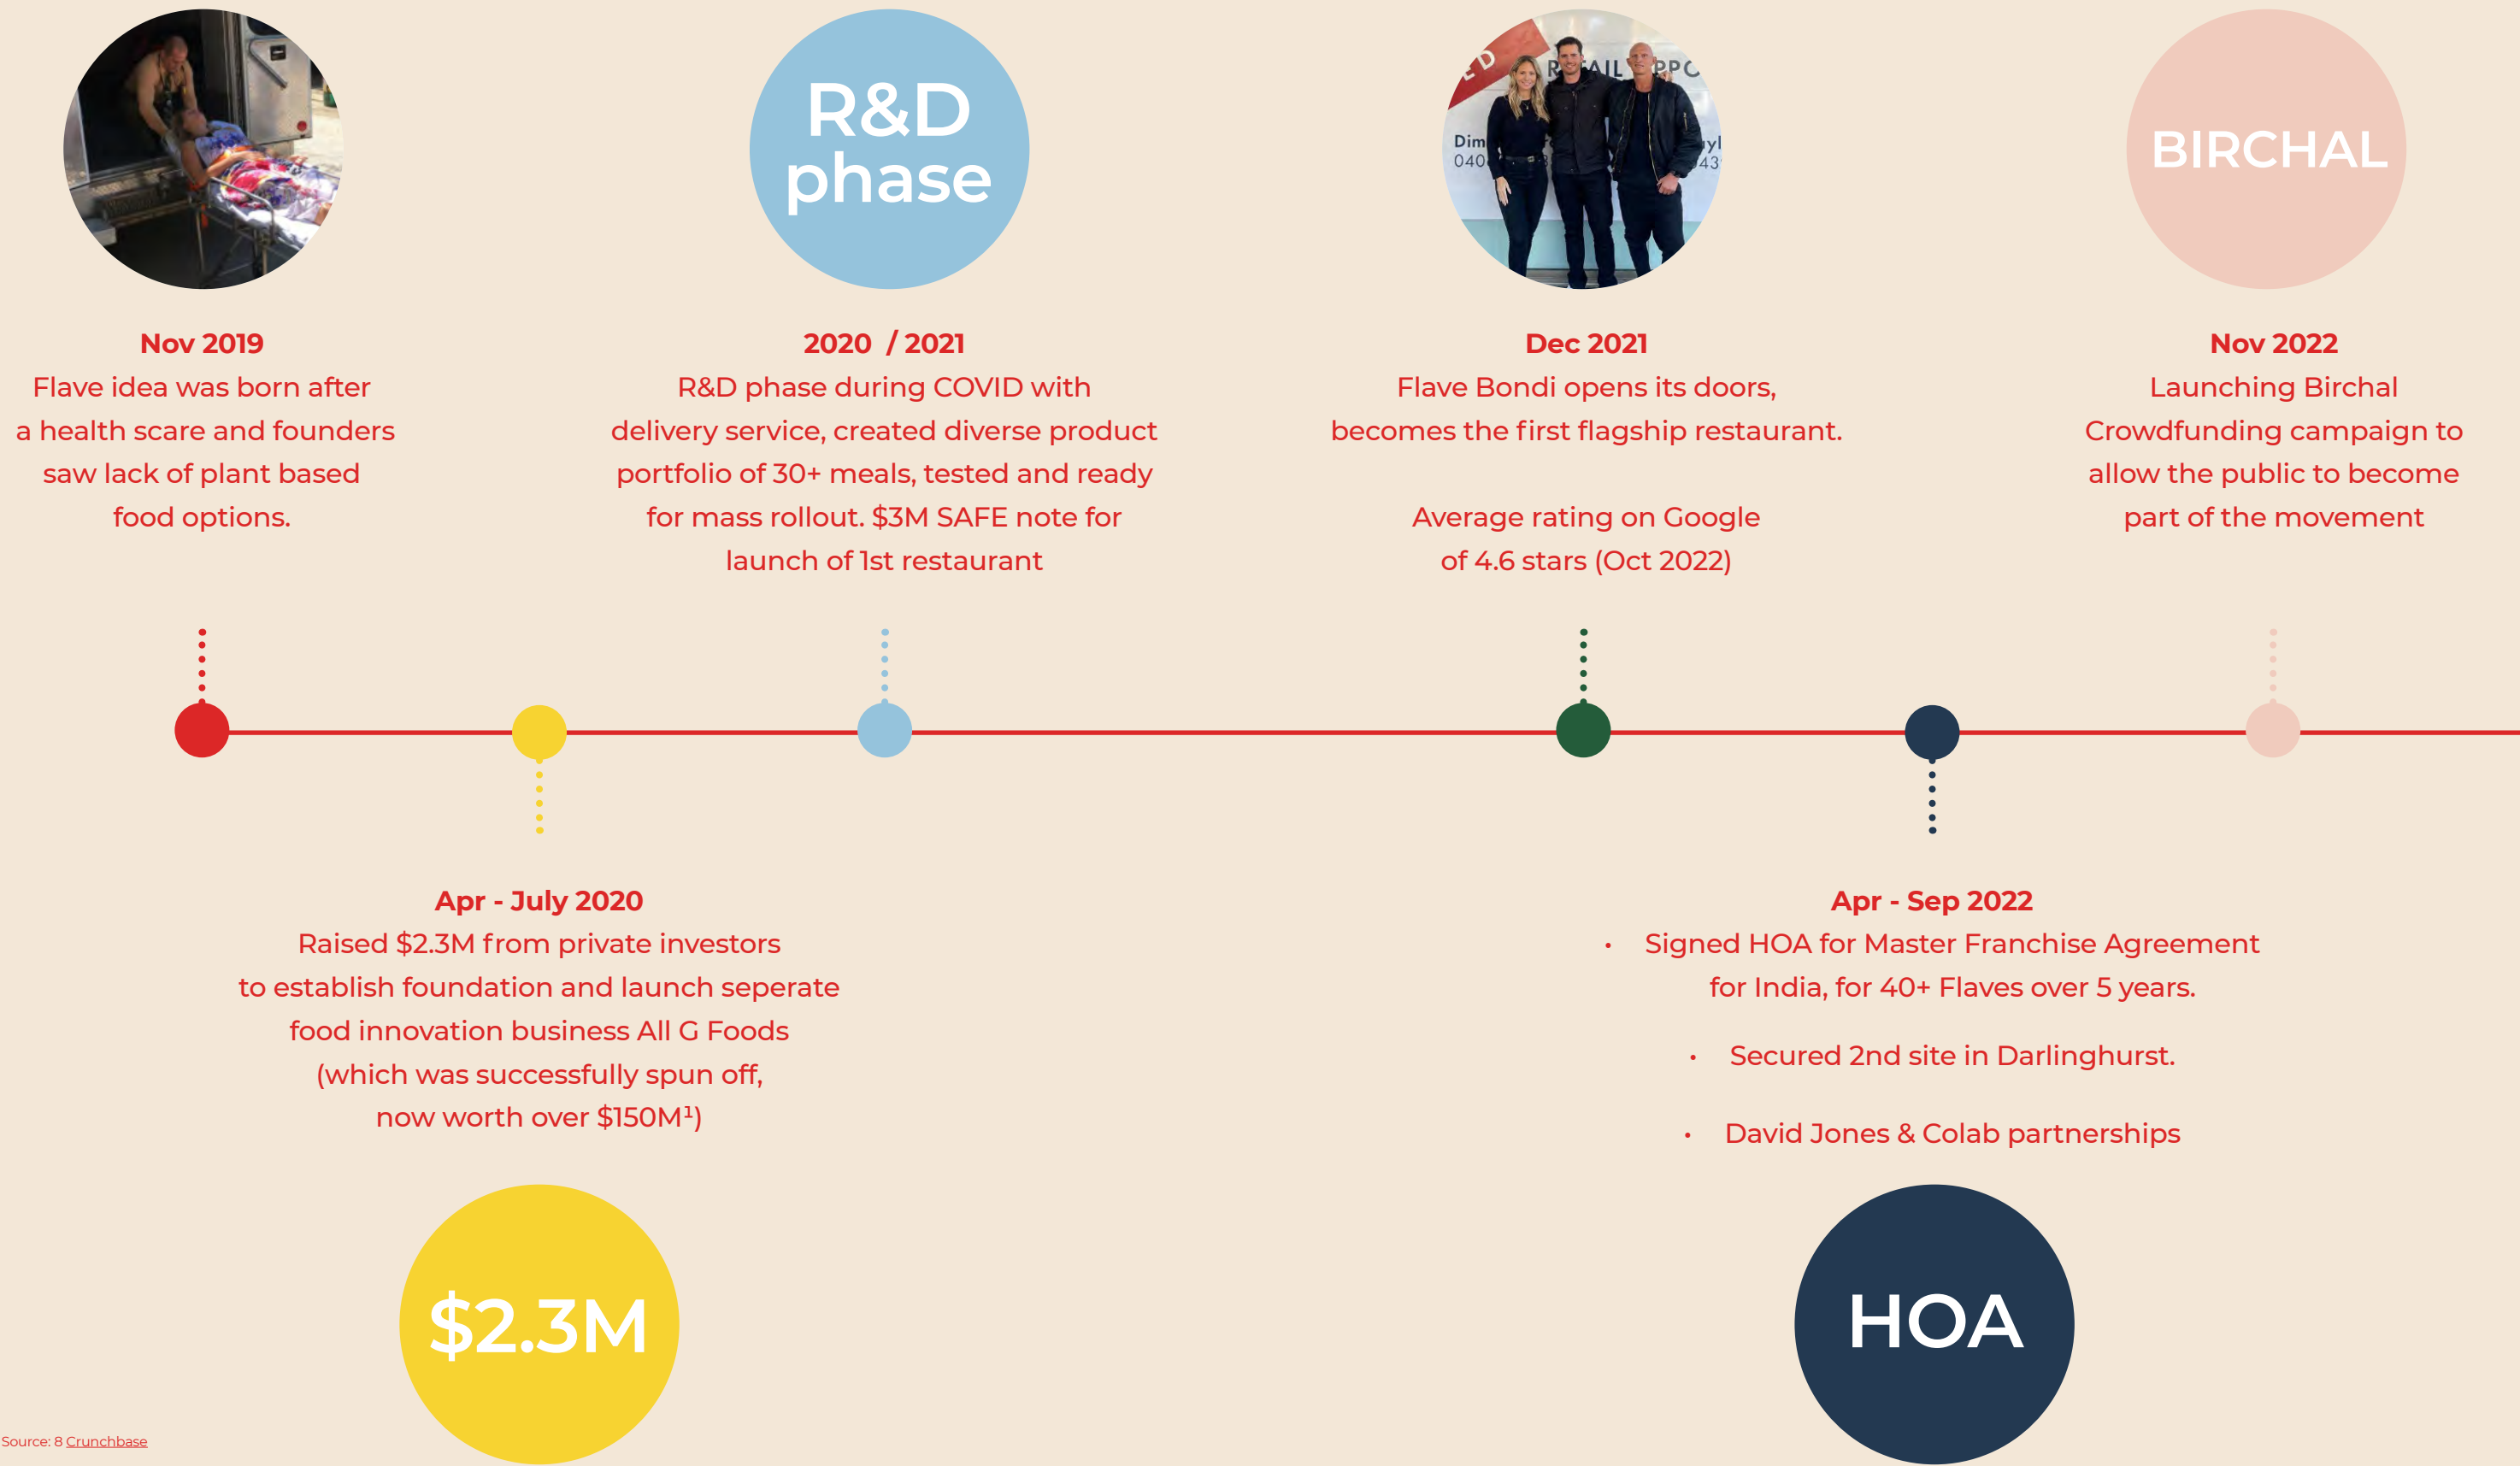 R&D
phase
ED
RETAIL
BIRCHAL
Nov 2019
Flave idea was born after
a health scare and founders
saw lack of plant based
food options.
2020 / 2021
R&D phase during COVID with
delivery service, created diverse product
portfolio of 30+ meals, tested and ready
for mass rollout. $3M SAFE note for
launch of 1st restaurant
Dec 2021
Flave Bondi opens its doors,
becomes the first flagship restaurant.
Average rating on Google
of 4.6 stars (Oct 2022)
Nov 2022
Launching Birchal
Crowdfunding campaign to
allow the public to become
part of the movement
Apr - July 2020
Raised $2.3M from private investors
to establish foundation and launch seperate
food innovation business All G Foods
(which was successfully spun off,
now worth over $150M¹)
$2.3M
Apr - Sep 2022
• Signed HOA for Master Franchise Agreement
for India, for 40+ Flaves over 5 years.
• Secured 2nd site in Darlinghurst.
• David Jones & Colab partnerships
HOA
Source: 8 Crunchbase